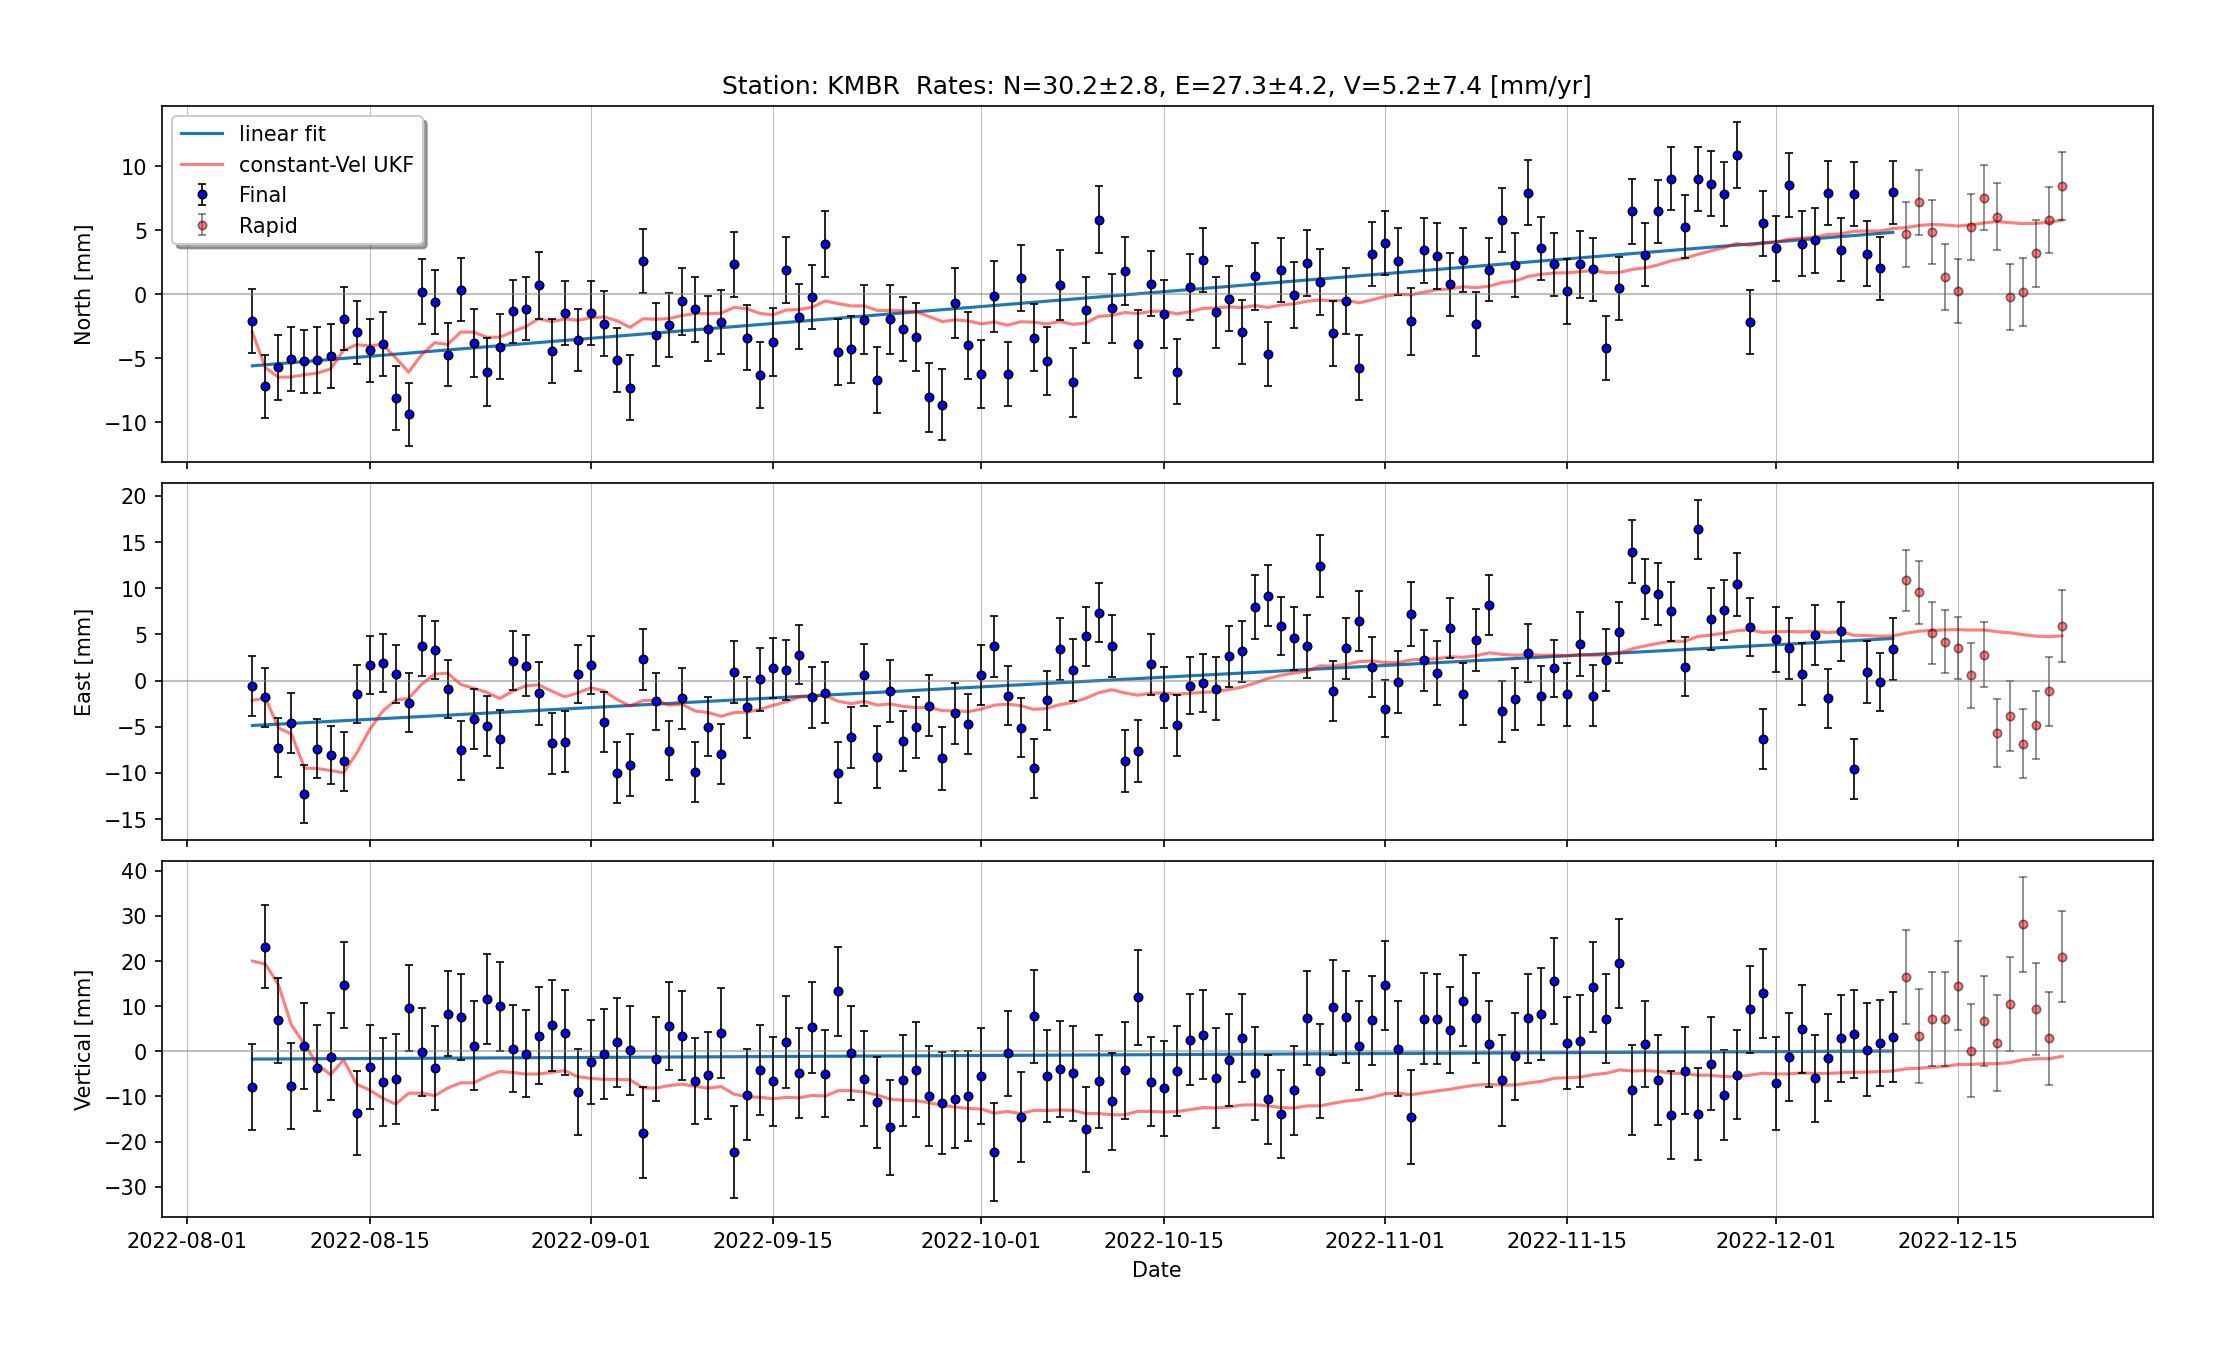 Station: KMBR  Rates: N=30.2±2.8, E=27.3±4.2, V=5.2±7.4 [mm/yr]
linear fit
constant-Vel UKF
Final
Rapid
North [mm]
10
5
0
−5
−10
East [mm]
20
15
10
5
0
−5
−10
−15
Vertical [mm]
40
30
20
10
0
−10
−20
−30
2022-08-01 2022-08-15 2022-09-01 2022-09-15 2022-10-01 2022-10-15 2022-11-01 2022-11-15 2022-12-01 2022-12-15
Date